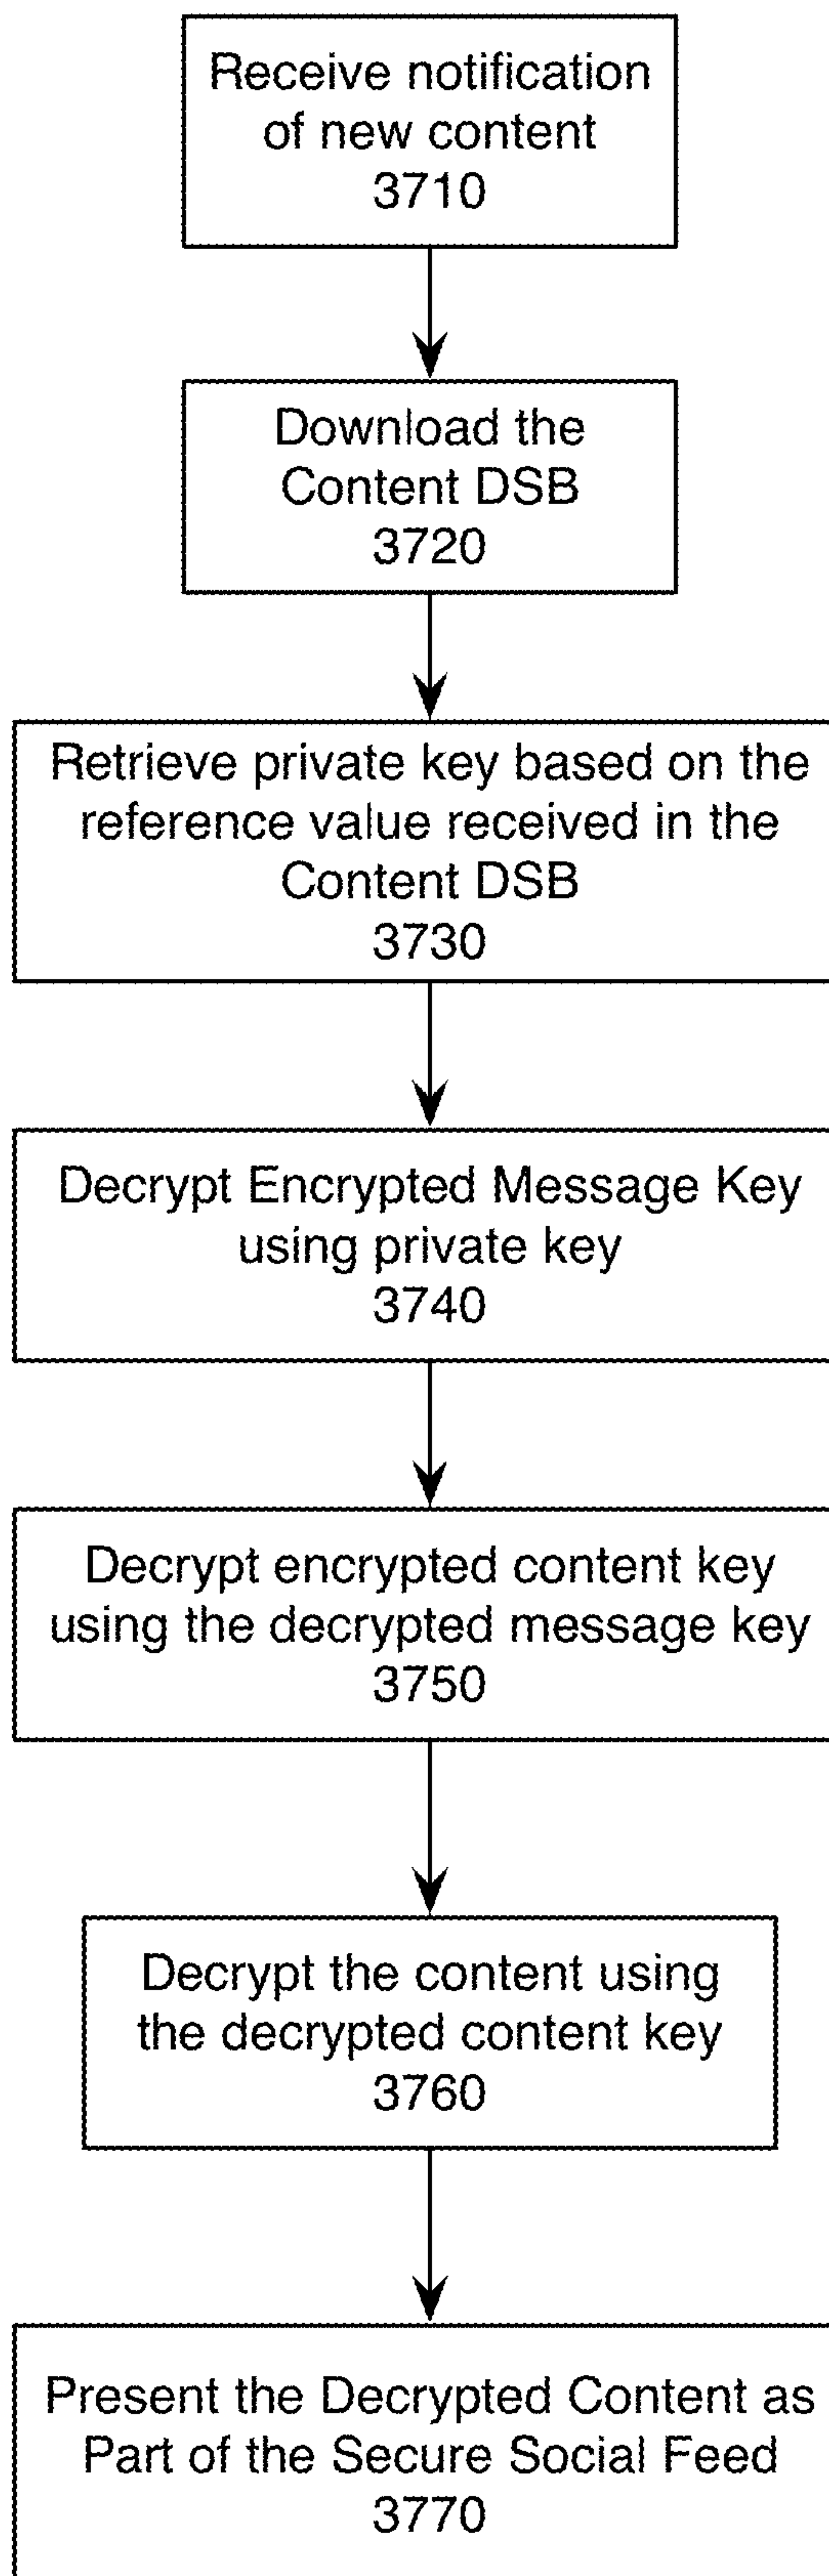 Receive notification
of new content
3710
Download the
Content DSB
3720
Retrieve private key based on the
reference value received in the
Content DSB
3730
Decrypt Encrypted Message Key
using private key
3740
Decrypt encrypted content key
using the decrypted message key
3750
Decrypt the content using
the decrypted content key
3760
Present the Decrypted Content as
Part of the Secure Social Feed
3770